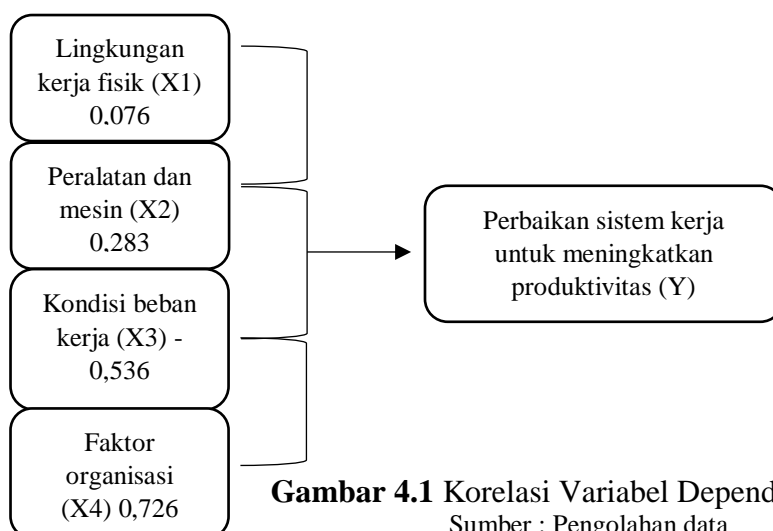 Lingkungan
kerja fisik (X1)
0,076
Peralatan dan
mesin (X2)
0,283
Kondisi beban
kerja (X3) -
0,536
Faktor
organisasi
(X4) 0,726
Perbaikan sistem kerja
untuk meningkatkan
produktivitas (Y)
Gambar 4.1 Korelasi Variabel Depend
Sumber : Pengolahan data